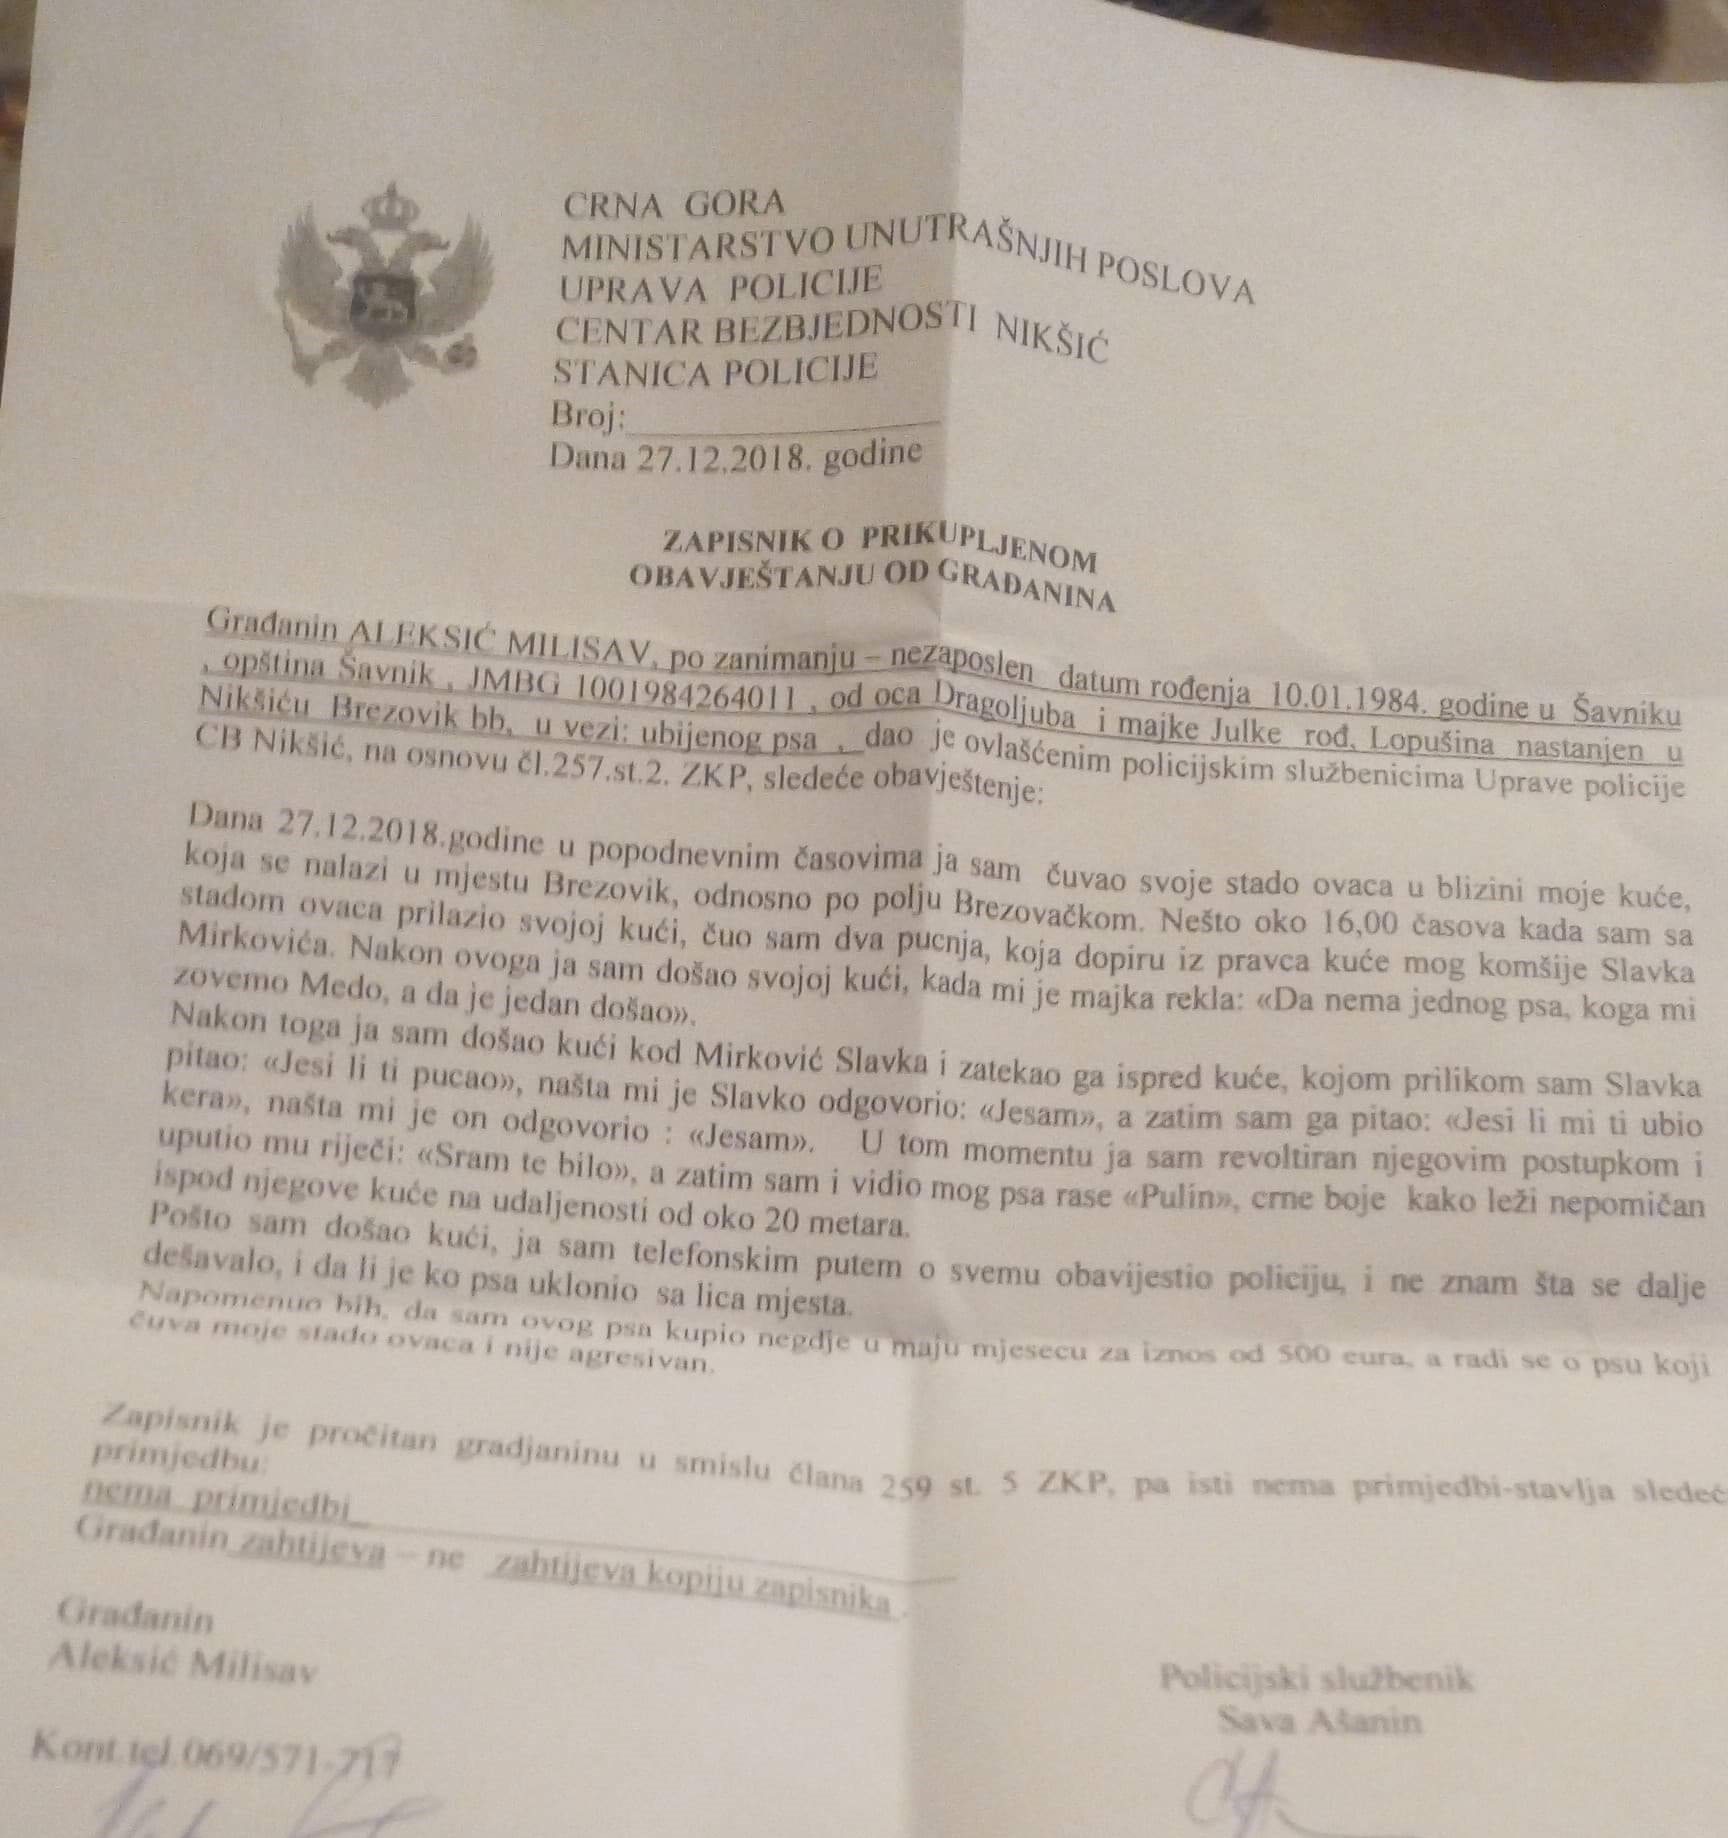 CRNA GORA
MINISTARSTVO UNUTRAŠNJIH POSLOVA
UPRAVA POLICIJE
CENTAR BEZBJEDNOSTI NIKŠIĆ
STANICA POLICIJE
Broj:
Dana 27.12.2018. godine
ZAPISNIK O PRIKUPLJENOM
OBAVJEŠTANJU OD GRAĐANINA
Građanin ALEKSIĆ MILISAV, po zanimanju – nezaposlen datum rođenja 10.01.1984. godine u Šavniku
, opština Šavnik , JMBG 1001984264011 , od oca Dragoljuba i majke Julke rođ. Lopušina nastanjen u
Nikšiću Brezovik bb, u vezi: ubijenog psa , dao je ovlašćenim policijskim službenicima Uprave policije
CB Nikšić, na osnovu čl.257.st.2. ZKP, sledeće obavještenje:
Dana 27.12.2018.godine u popodnevnim časovima ja sam čuvao svoje stado ovaca u blizini moje kuće,
koja se nalazi u mjestu Brezovik, odnosno po polju Brezovačkom. Nešto oko 16,00 časova kada sam sa
stadom ovaca prilazio svojoj kući, čuo sam dva pucnja, koja dopiru iz pravca kuće mog komšije Slavka
Mirkovića. Nakon ovoga ja sam došao svojoj kući, kada mi je majka rekla: «Da nema jednog psa, koga mi
zovemo Medo, a da je jedan došao».
Nakon toga ja sam došao kući kod Mirković Slavka i zatekao ga ispred kuće, kojom prilikom sam Slavka
pitao: «Jesi li ti pucao», našta mi je Slavko odgovorio: «Jesam», a zatim sam ga pitao: «Jesi li mi ti ubio
kera», našta mi je on odgovorio : «Jesam». U tom momentu ja sam revoltiran njegovim postupkom i
uputio mu riječi: «Sram te bilo», a zatim sam i vidio mog psa rase «Pulin», crne boje kako leži nepomičan
ispod njegove kuće na udaljenosti od oko 20 metara.
Pošto sam došao kući, ja sam telefonskim putem o svemu obavijestio policiju, i ne znam šta se dalje
dešavalo, i da li je ko psa uklonio sa lica mjesta.
Napomenuo bih, da sam ovog psa kupio negdje u maju mjesecu za iznos od 500 eura, a radi se o psu koji
čuva moje stado ovaca i nije agresivan.
Zapisnik je pročitan gradjaninu u smislu člana 259 st. 5 ZKP, pa isti nema primjedbi-stavlja sledeć
primjedbu:
nema primjedbi
Građanin zahtijeva – ne zahtijeva kopiju zapisnika .
Građanin
Aleksić Milisav
Policijski službenik
Sava Ašanin
Kont.tel.069/571-717